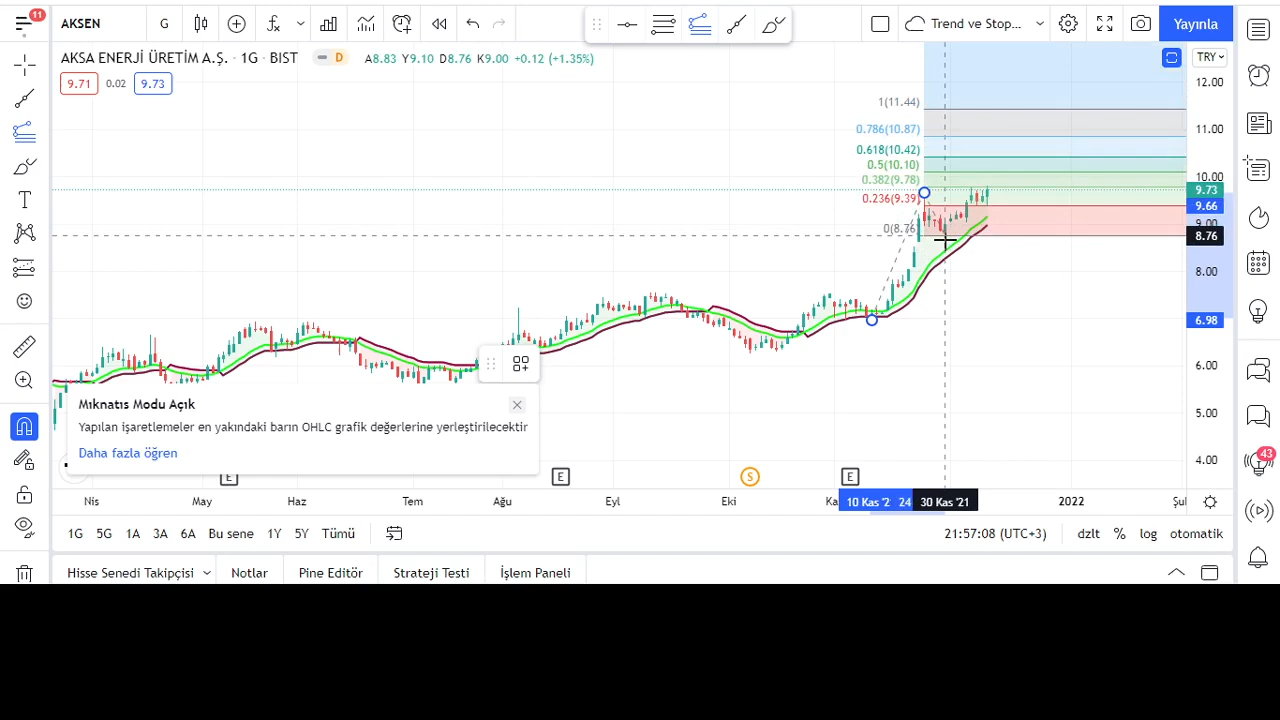 11
AKSEN
G
Trend ve Stop...
Yayınla
AKSA ENERJİ ÜRETİM A.Ş. · 1G · BIST
D
A8.83 Y9.10 D8.76 K9.00 +0.12 (+1.35%)
TRY
9.71
0.02
9.73
12.00
1(11.44)
0.786(10.87)
11.00
0.618(10.42)
0.5(10.10)
0.382(9.78)
10.00
9.73
0.236(9.39)
9.66
9.00
0(8.76)
8.76
8.00
6.98
6.00
5.00
4.00
Mıknatıs Modu Açık
Yapılan işaretlemeler en yakındaki barın OHLC grafik değerlerine yerleştirilecektir
Daha fazla öğren
E
E
S
E
43
Nis
May
Haz
Tem
Ağu
Eyl
Eki
Ka
10 Kas '2
24
30 Kas '21
2022
Şu
1G
5G
1A
3A
6A
Bu sene
1Y
5Y
Tümü
21:57:08 (UTC+3)
dzlt
%
log
otomatik
Hisse Senedi Takipçisi
Notlar
Pine Editör
Strateji Testi
İşlem Paneli